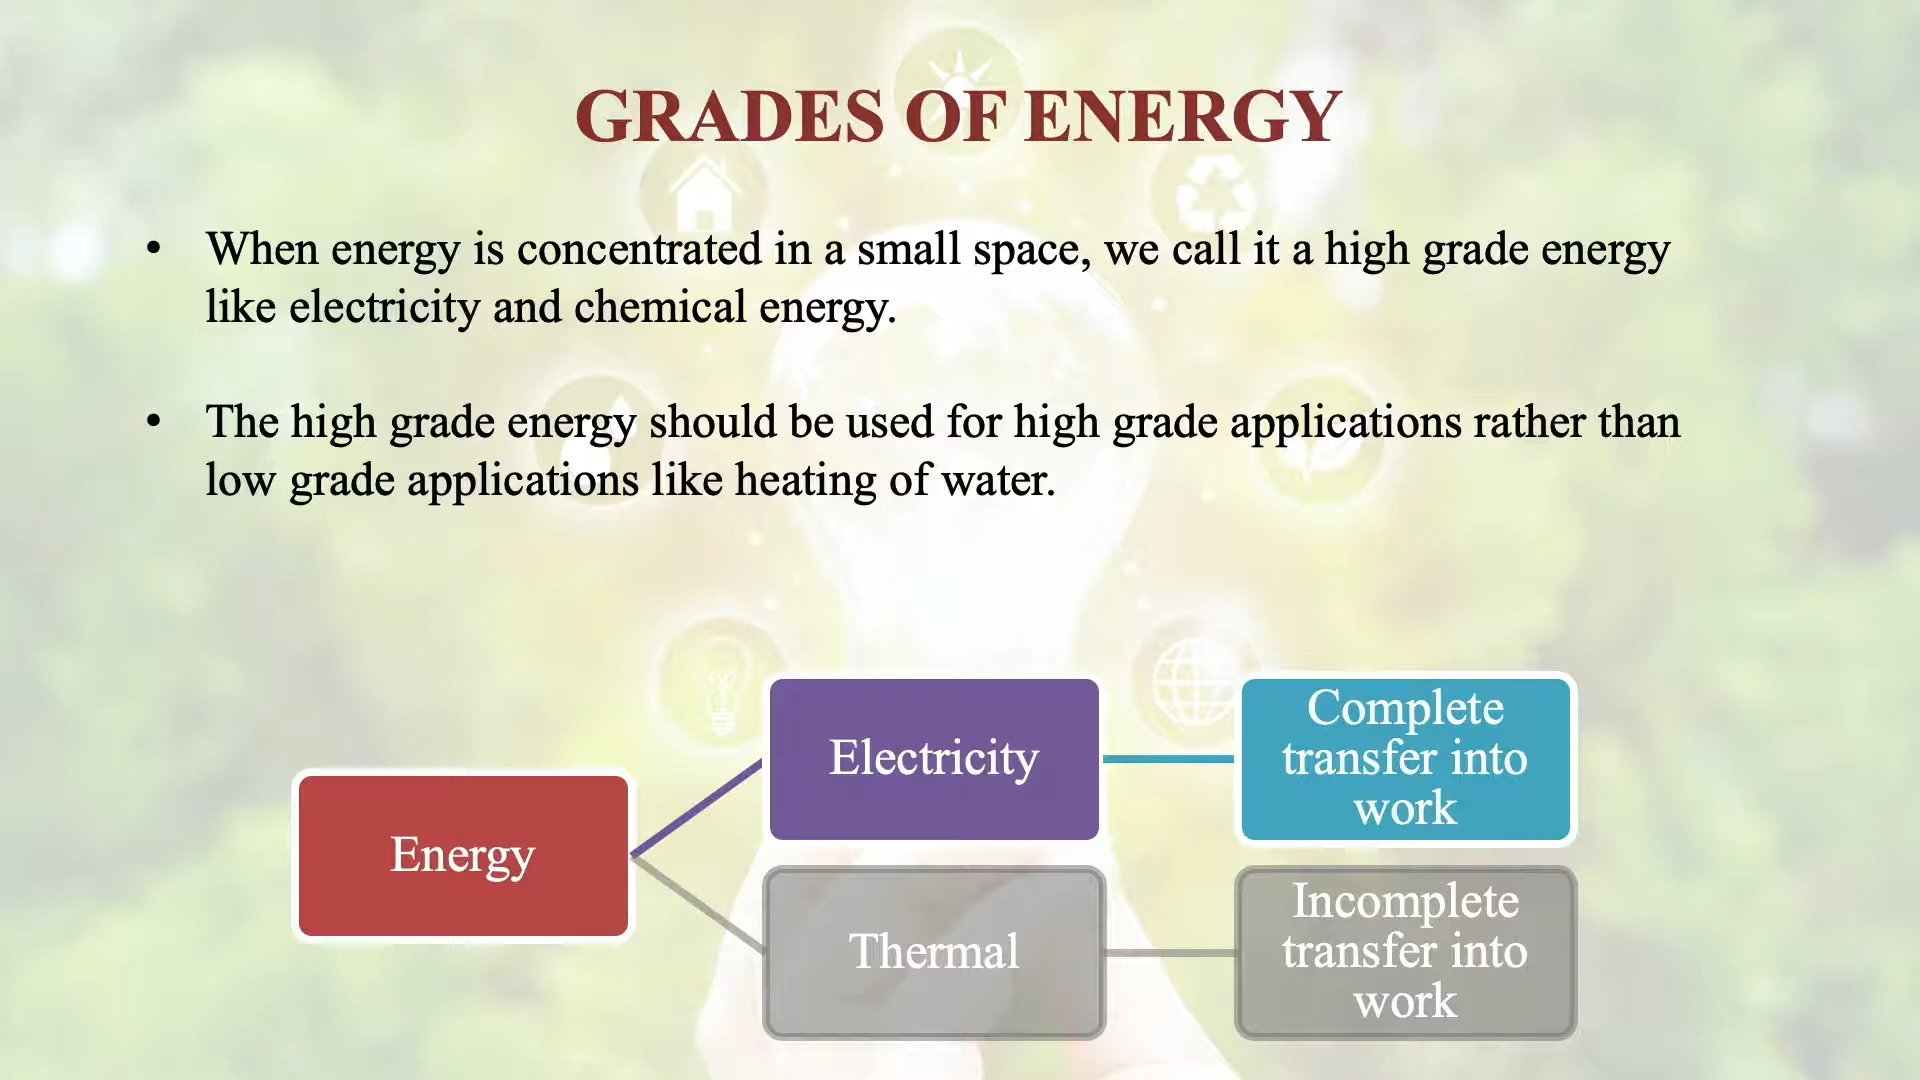 GRADES OF ENERGY
• When energy is concentrated in a small space, we call it a high grade energy
like electricity and chemical energy.
• The high grade energy should be used for high grade applications rather than
low grade applications like heating of water.
Energy
Electricity
Complete
transfer into
work
Thermal
Incomplete
transfer into
work